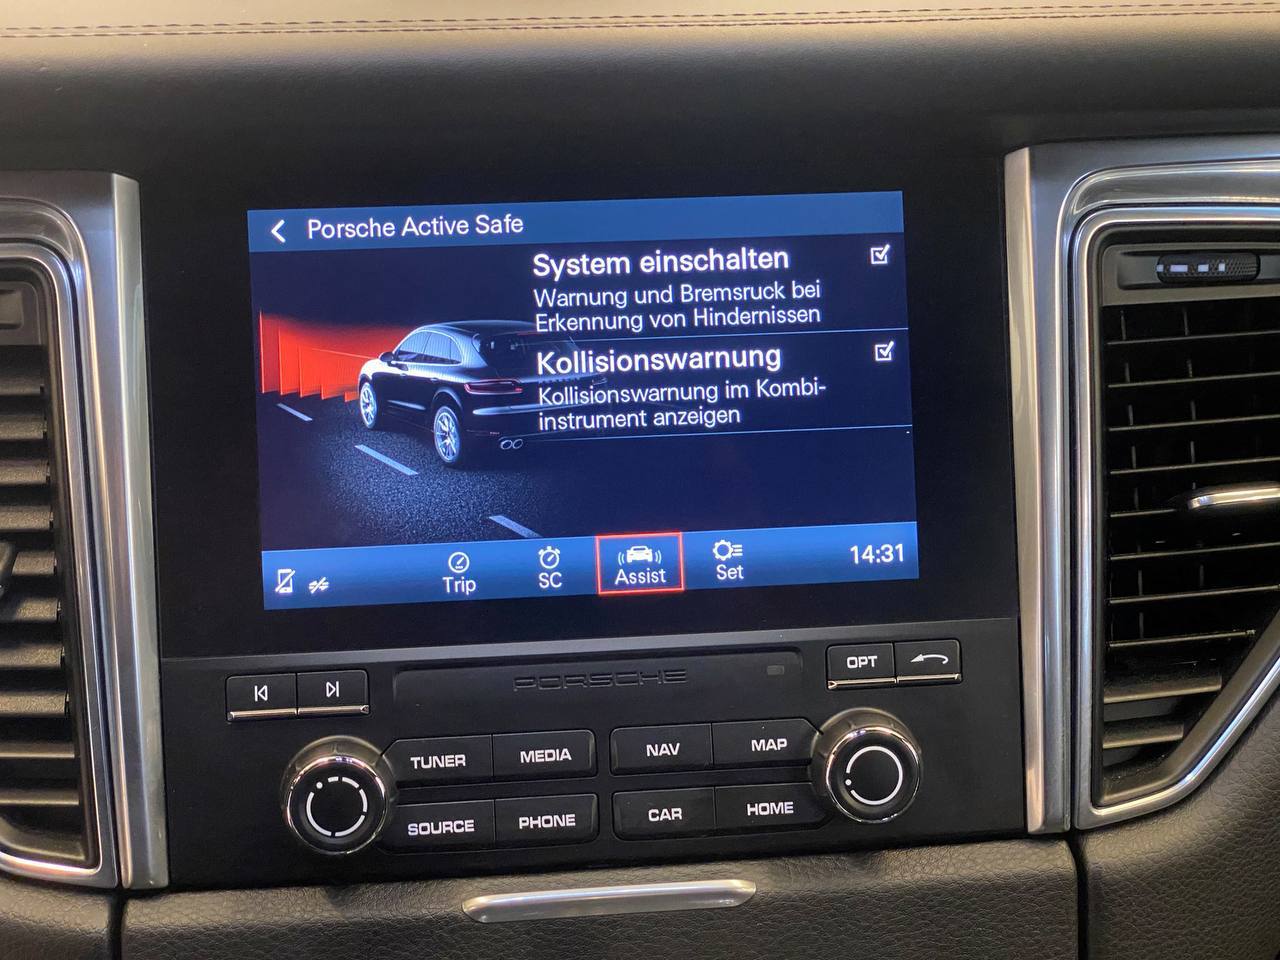 Porsche Active Safe
System einschalten
Warnung und Bremsruck bei
Erkennung von Hindernissen
Kollisionswarnung
Kollisionswarnung im Kombi-
instrument anzeigen
Trip
SC
Assist
Set
14:31
PORSCHE
OPT
TUNER
MEDIA
NAV
MAP
SOURCE
PHONE
CAR
HOME